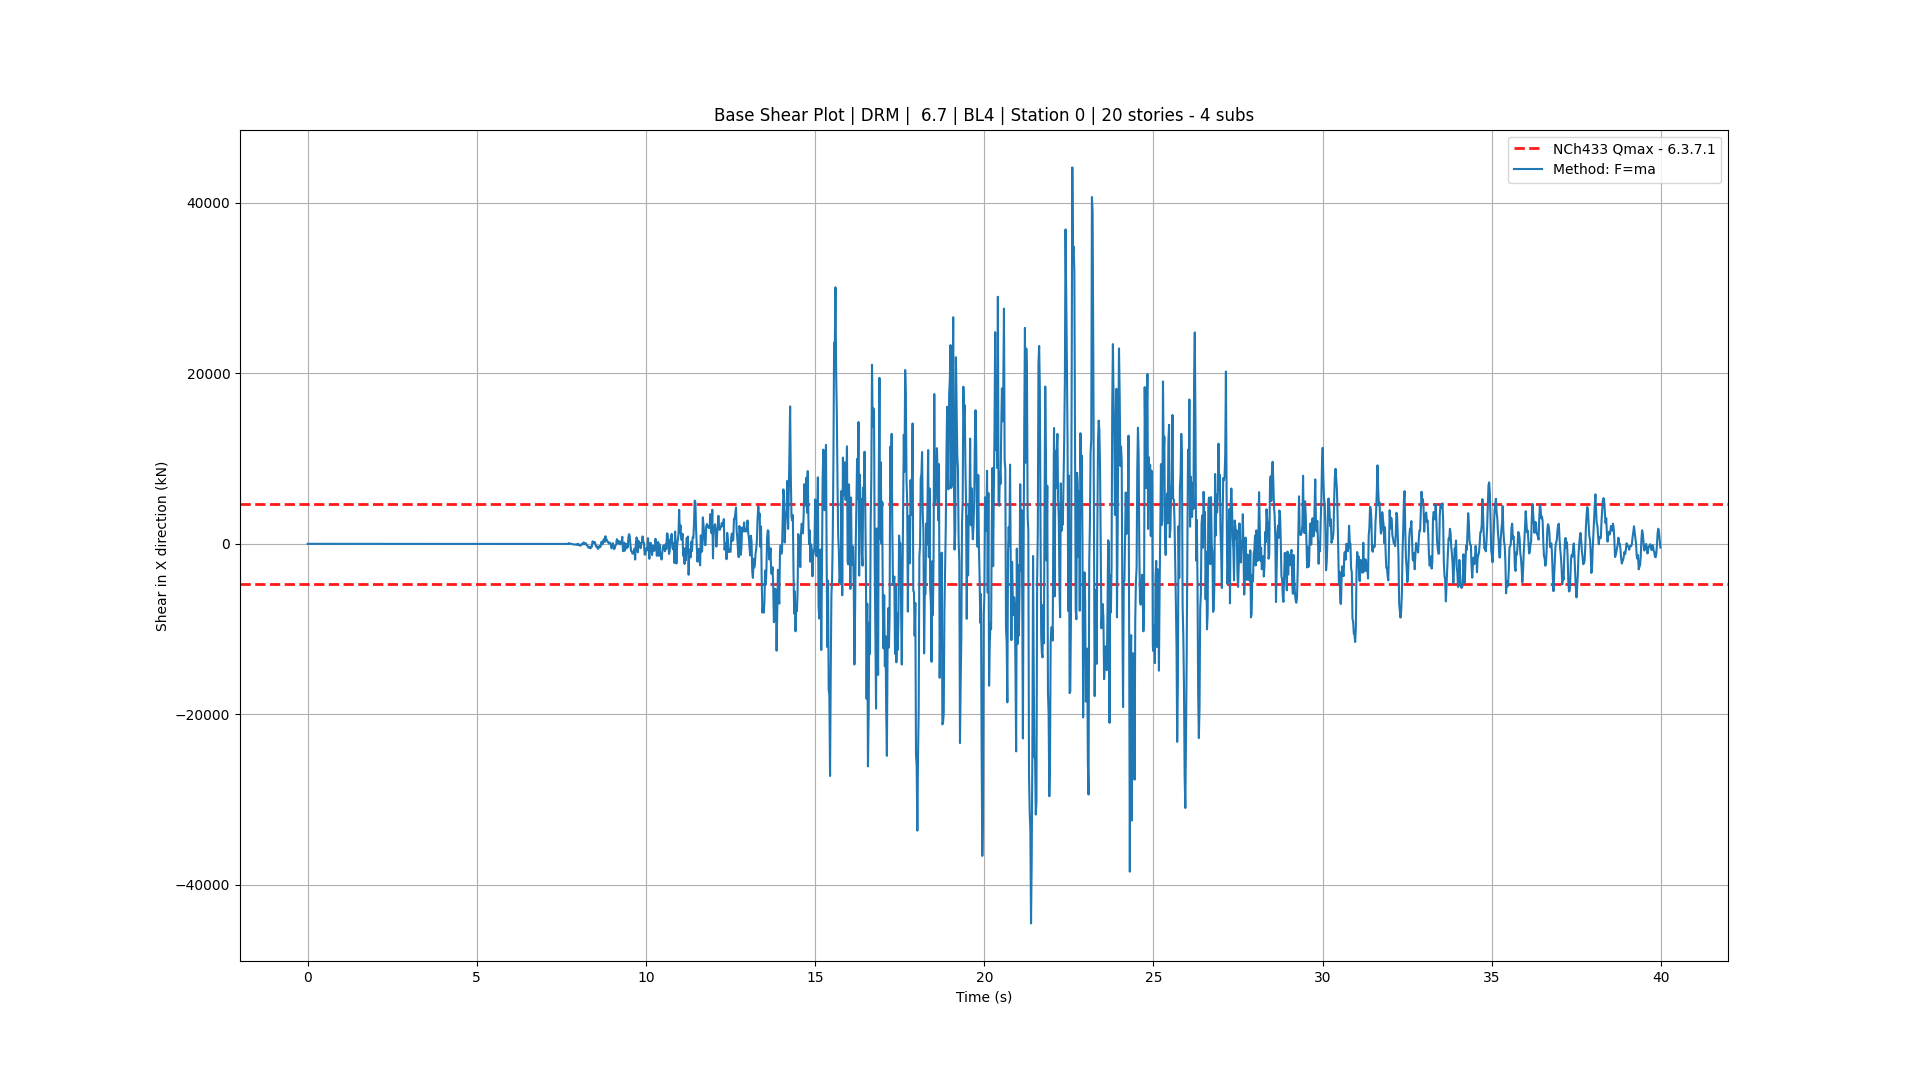 Base Shear Plot | DRM |  6.7 | BL4 | Station 0 | 20 stories - 4 subs
NCh433 Qmax - 6.3.7.1
Method: F=ma
Shear in X direction (kN)
40000
20000
0
−20000
−40000
0 5 10 15 20 25 30 35 40
Time (s)